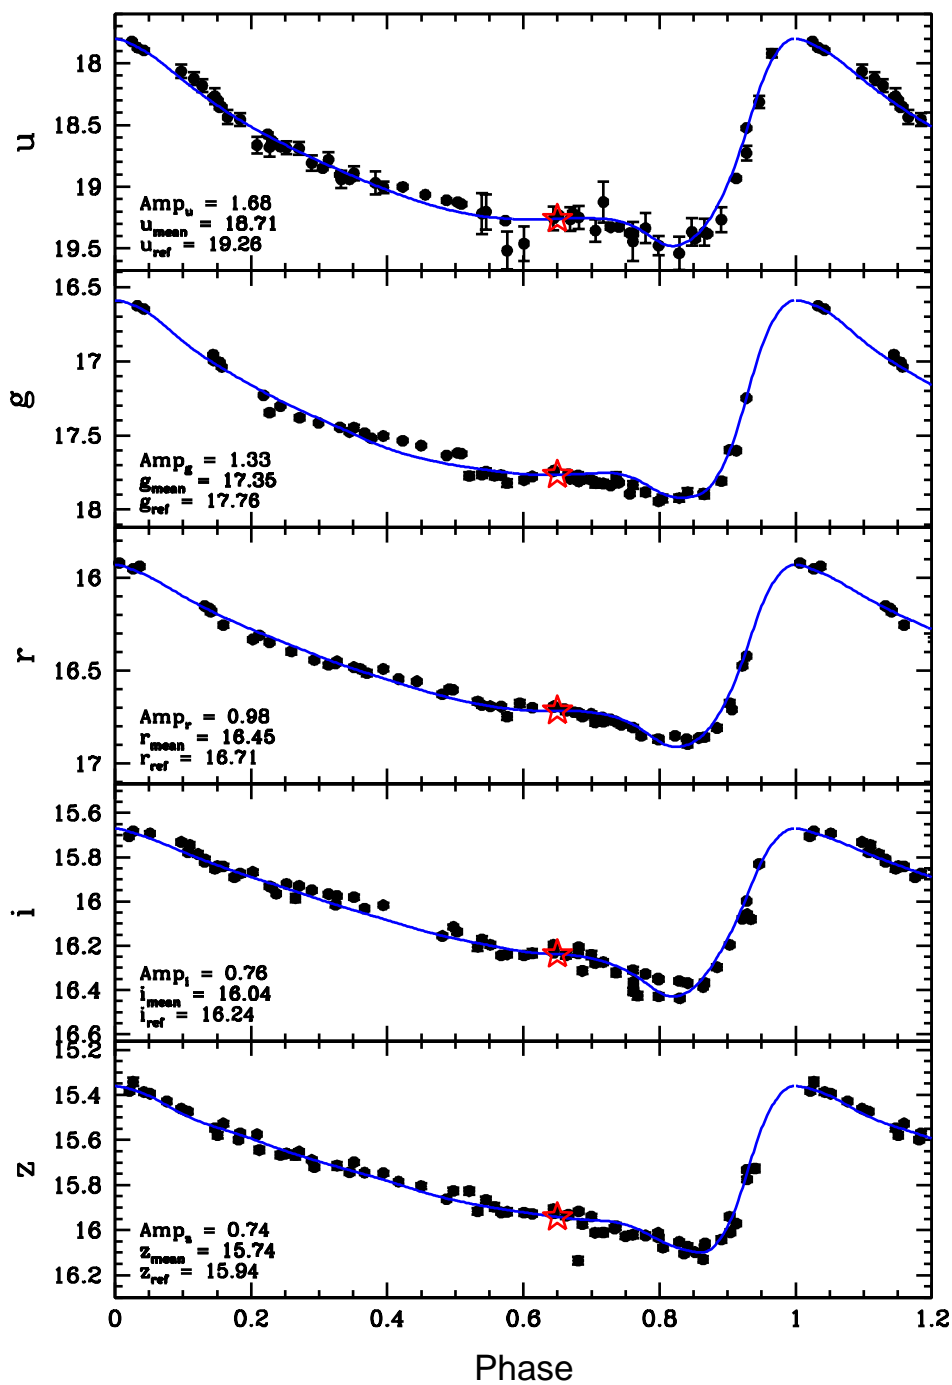 18
18.5
19
19.5
u
Amp_u = 1.68
u_mean = 18.71
u_ref = 19.26
16.5
17
17.5
18
g
Amp_g = 1.33
g_mean = 17.35
g_ref = 17.76
16
16.5
17
r
Amp_r = 0.98
r_mean = 16.45
r_ref = 16.71
15.6
15.8
16
16.2
16.4
16.6
i
Amp_i = 0.76
i_mean = 16.04
i_ref = 16.24
15.2
15.4
15.6
15.8
16
16.2
z
Amp_z = 0.74
z_mean = 15.74
z_ref = 15.94
0 0.2 0.4 0.6 0.8 1 1.2
Phase